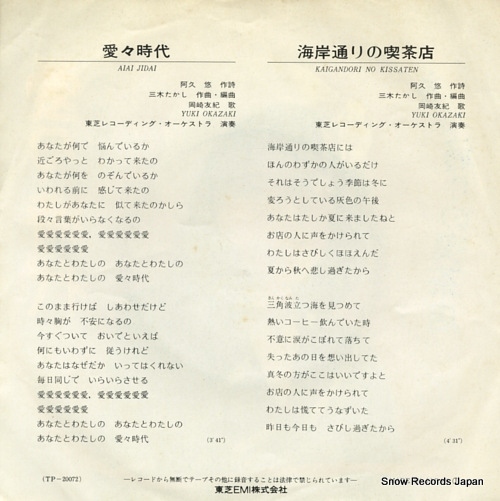 愛々時代
AIAI JIDAI
阿久 悠 作詩
三木たかし 作曲・編曲
岡崎友紀 歌
YUKI OKAZAKI
東芝レコーディング・オーケストラ 演奏
あなたが何で 悩んでいるか
近ごろやっと わかって来たの
あなたが何を のぞんでいるか
いわれる前に 感じて来たの
わたしがあなたに 似て来たのかしら
段々言葉がいらなくなるの
愛愛愛愛愛愛, 愛愛愛愛愛愛
愛愛愛愛愛愛
あなたとわたしの あなたとわたしの
あなたとわたしの 愛々時代
このまま行けば しあわせだけど
時々胸が 不安になるの
今すぐついて おいでといえば
何にもいわずに 従うけれど
あなたはなぜだか いってはくれない
毎日同じで いらいらさせる
愛愛愛愛愛愛, 愛愛愛愛愛愛
愛愛愛愛愛愛
あなたとわたしの あなたとわたしの
あなたとわたしの 愛々時代
(3'41")
海岸通りの喫茶店
KAIGANDORI NO KISSATEN
阿久 悠 作詩
三木たかし 作曲・編曲
岡崎友紀 歌
YUKI OKAZAKI
東芝レコーディング・オーケストラ 演奏
海岸通りの喫茶店には
ほんのわずかの人がいるだけ
それはそうでしょう季節は冬に
変ろうとしている灰色の午後
あなたはたしか夏に来ましたねと
お店の人に声をかけられて
わたしはさびしくほほえんだ
夏から秋へ悲し過ぎたから
三角波立つ海を見つめて
熱いコーヒー飲んでいた時
不意に涙がこぼれて落ちて
失ったあの日を想い出してた
真冬の方がここはいいですよと
お店の人に声をかけられて
わたしは慌ててうなずいた
昨日も今日も さびし過ぎたから
(4'31")
(TP-20072)
―レコードから無断でテープその他に録音することは法律で禁じられています―
東芝EMI株式会社
Snow Records Japan
www.snowrecords.jp